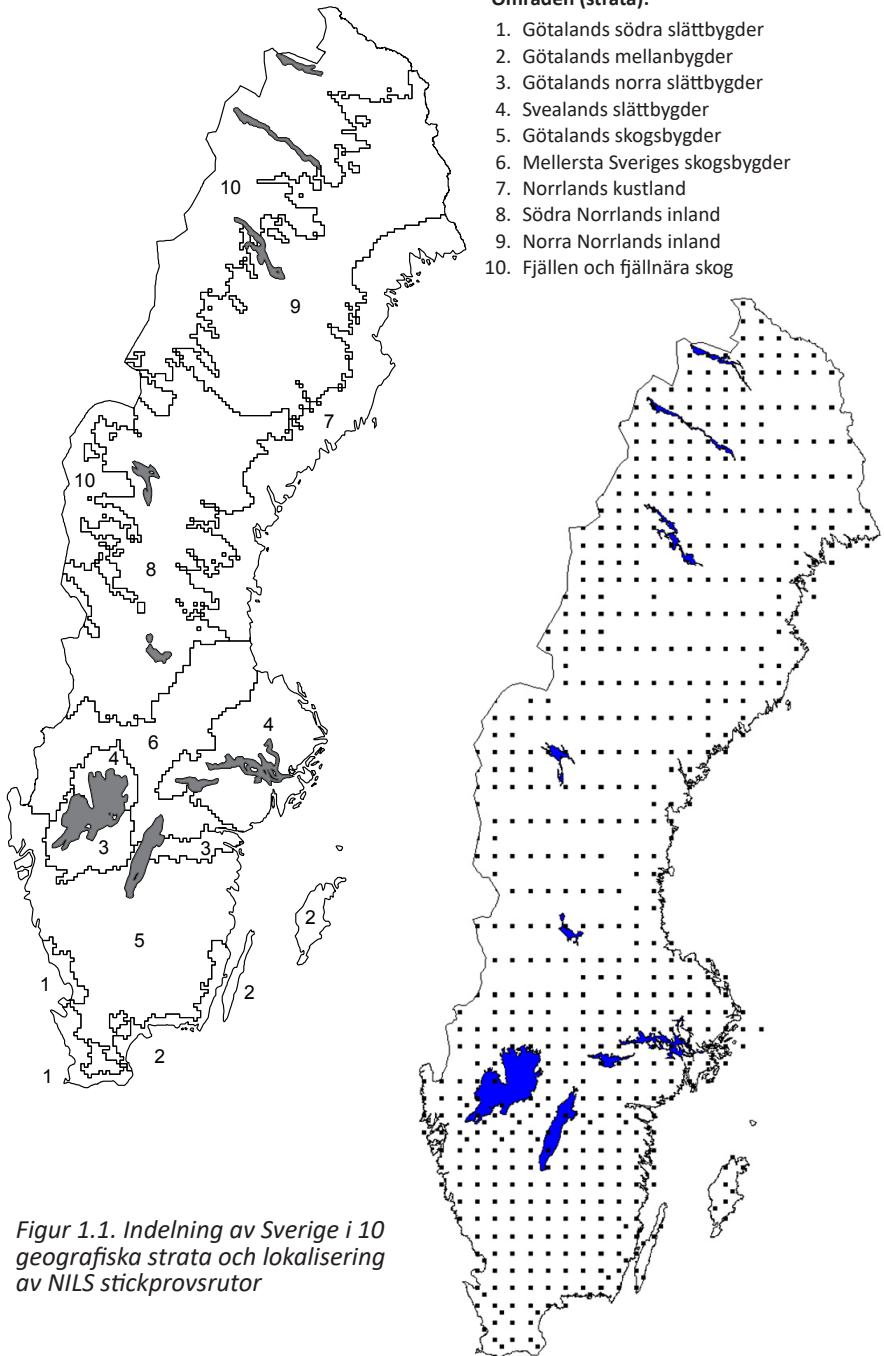 Områden (strata):
1. Götalands södra slättbygder
2. Götalands mellanbygder
3. Götalands norra slättbygder
4. Svealands slättbygder
5. Götalands skogsbygder
6. Mellersta Sveriges skogsbygder
7. Norrlands kustland
8. Södra Norrlands inland
9. Norra Norrlands inland
10. Fjällen och fjällnära skog
10
9
7
10
8
4
6
4
3
3
2
5
2
1
2
1
Figur 1.1. Indelning av Sverige i 10
geografiska strata och lokalisering
av NILS stickprovsrutor